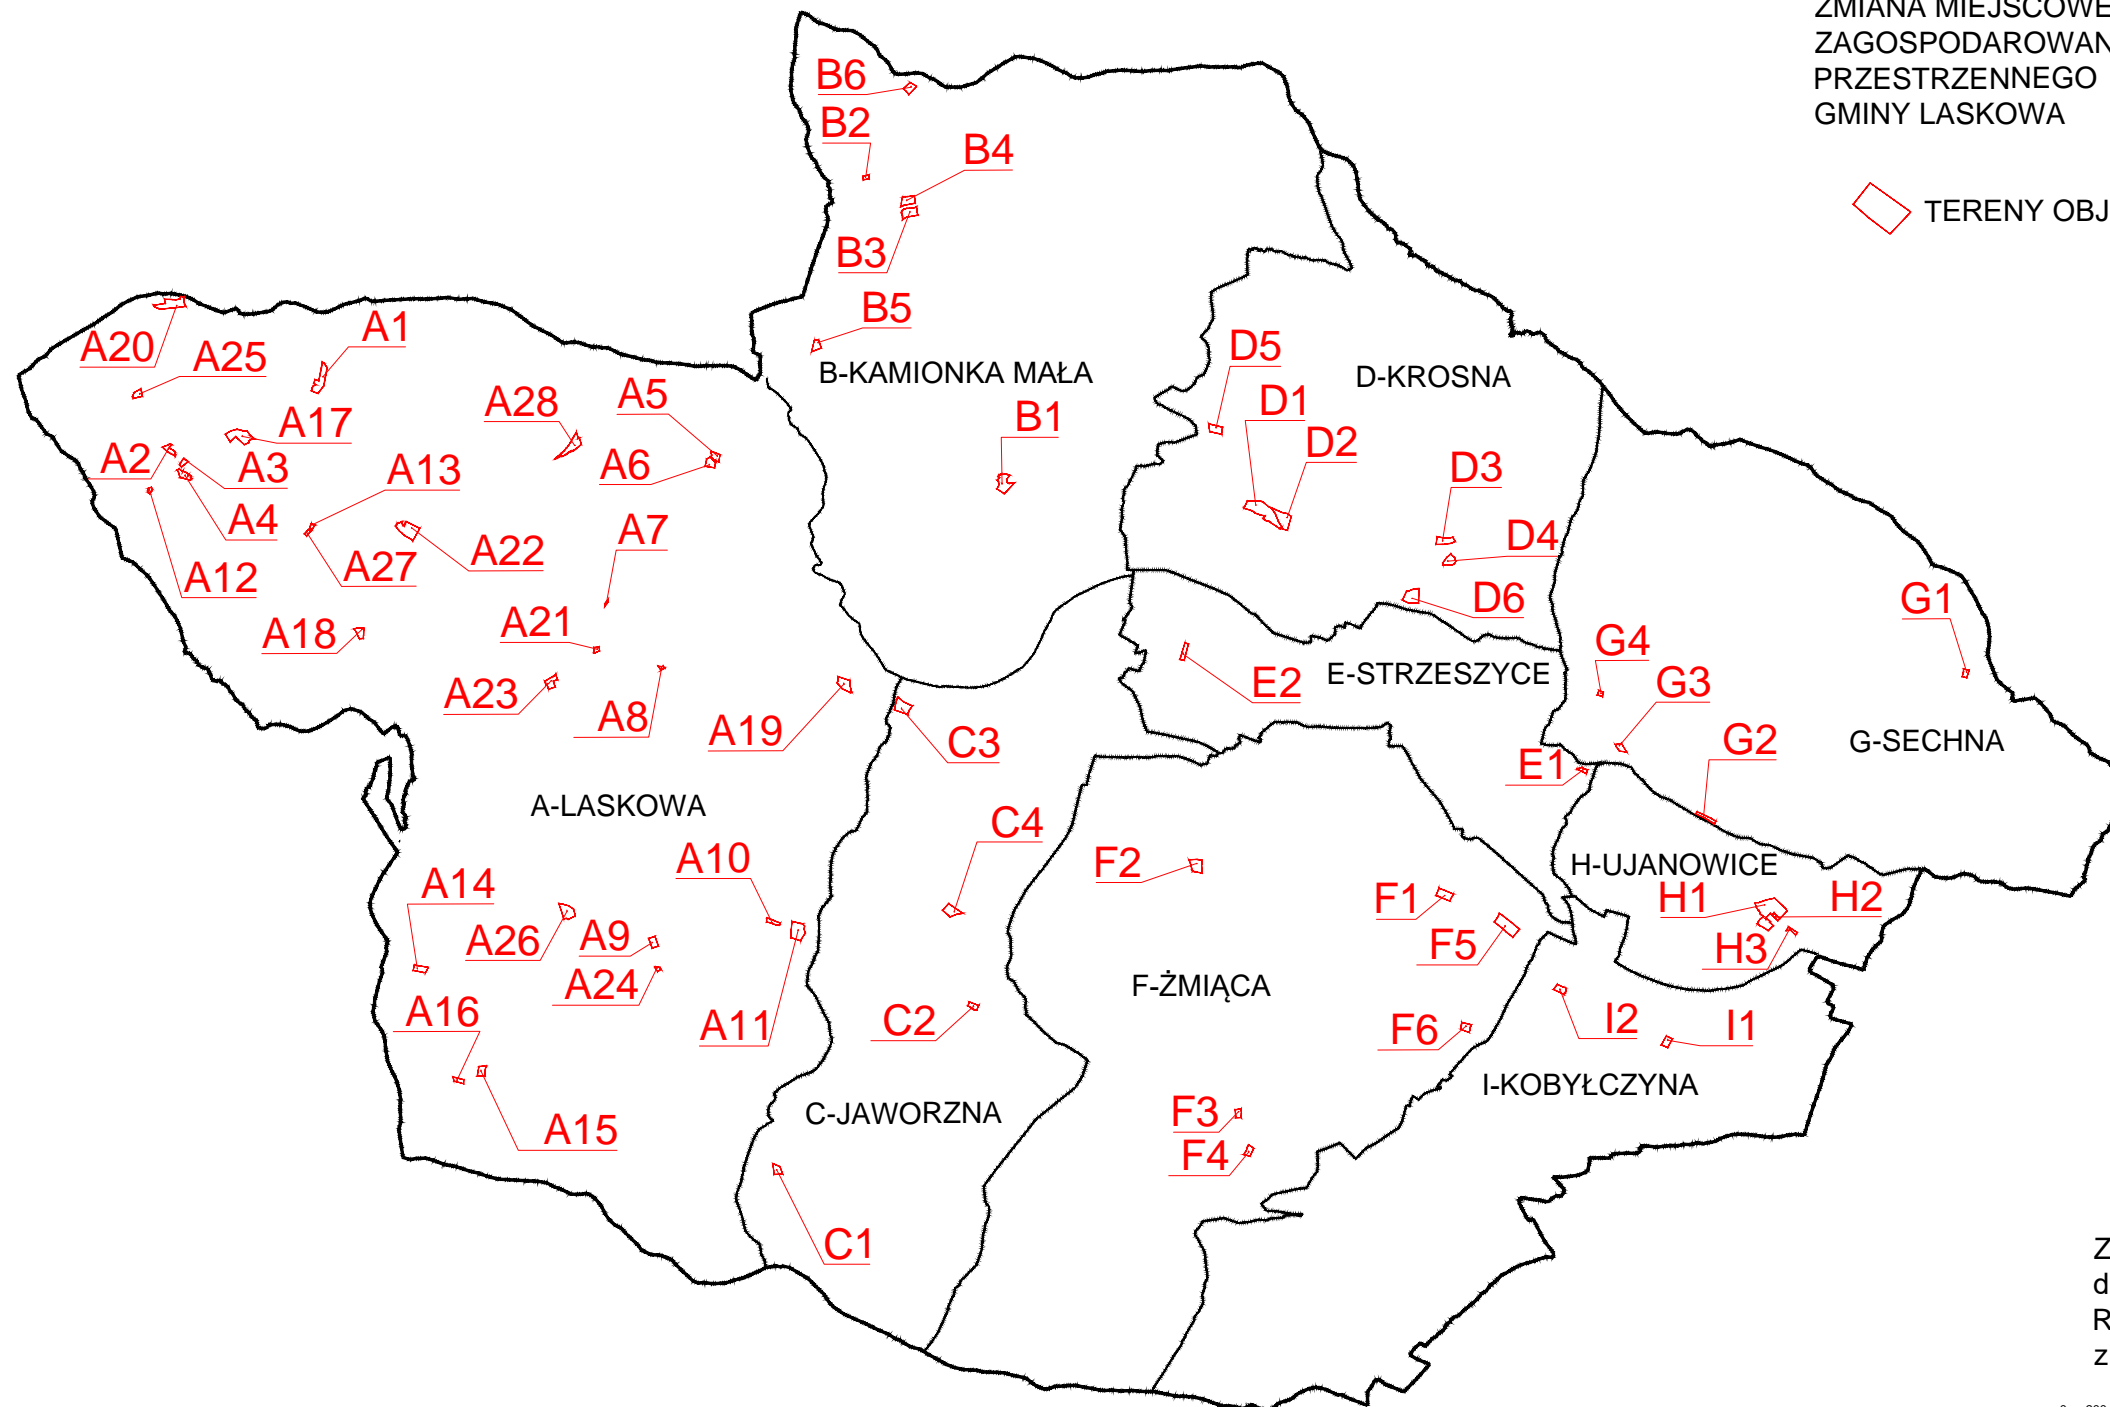 ZMIANA MIEJSCOWE
ZAGOSPODAROWAN
PRZESTRZENNEGO
GMINY LASKOWA
TERENY OBJ
B6
B2
B4
B3
B5
B-KAMIONKA MAŁA
B1
A20
A25
A1
A17
A28
A5
A2
A3
A13
A6
A4
A27
A22
A7
A12
A18
A21
A23
A8
A19
A-LASKOWA
A10
A14
A26
A9
A24
A11
A16
A15
D5
D-KROSNA
D1
D2
D3
D4
D6
E-STRZESZYCE
E2
E1
G1
G4
G3
G2
G-SECHNA
C3
C4
C2
C-JAWORZNA
C1
F2
F1
F5
F-ŻMIĄCA
F6
F3
F4
H-UJANOWICE
H1
H2
H3
I2
I1
I-KOBYŁCZYNA
Z
d
R
z